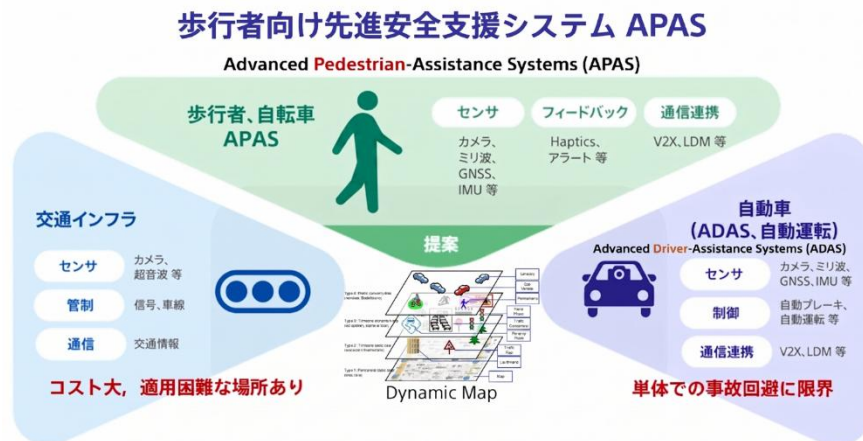 歩行者向け先進安全支援システム APAS
Advanced Pedestrian-Assistance Systems (APAS)
歩行者、自転車
APAS
センサ
カメラ、
ミリ波、
GNSS、
IMU 等
フィードバック
Haptics、
アラート 等
通信連携
V2X、LDM 等
交通インフラ
センサ
カメラ、
超音波 等
管制
信号、車線
通信
交通情報
コスト大，適用困難な場所あり
提案
Dynamic Map
自動車
(ADAS、自動運転)
Advanced Driver-Assistance Systems (ADAS)
センサ
カメラ、ミリ波、
GNSS、IMU 等
制御
自動ブレーキ、
自動運転 等
通信連携
V2X、LDM 等
単体での事故回避に限界